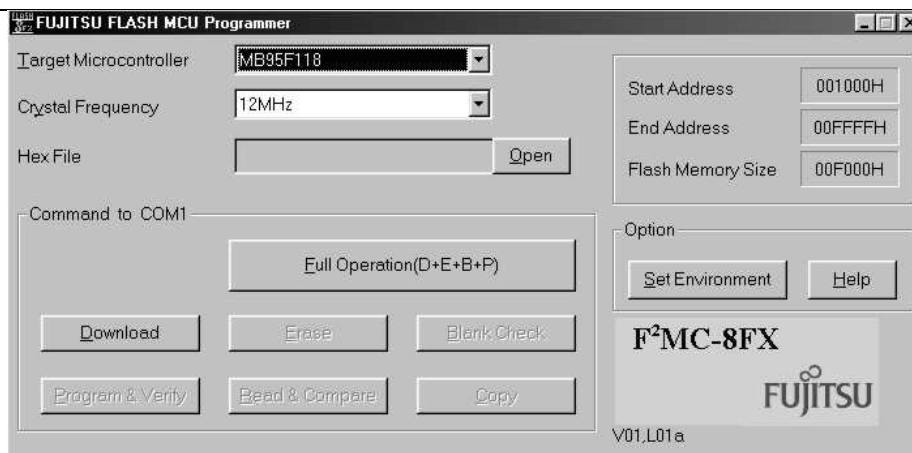 FLASH
8FX
FUJITSU FLASH MCU Programmer
Target Microcontroller
MB95F118
Crystal Frequency
12MHz
Hex File
Open
Start Address
001000H
End Address
00FFFFH
Flash Memory Size
00F000H
Command to COM1
Full Operation(D+E+B+P)
Download
Erase
Blank Check
Program & Verify
Read & Compare
Copy
Option
Set Environment
Help
F²MC-8FX
FUJITSU
V01,L01a